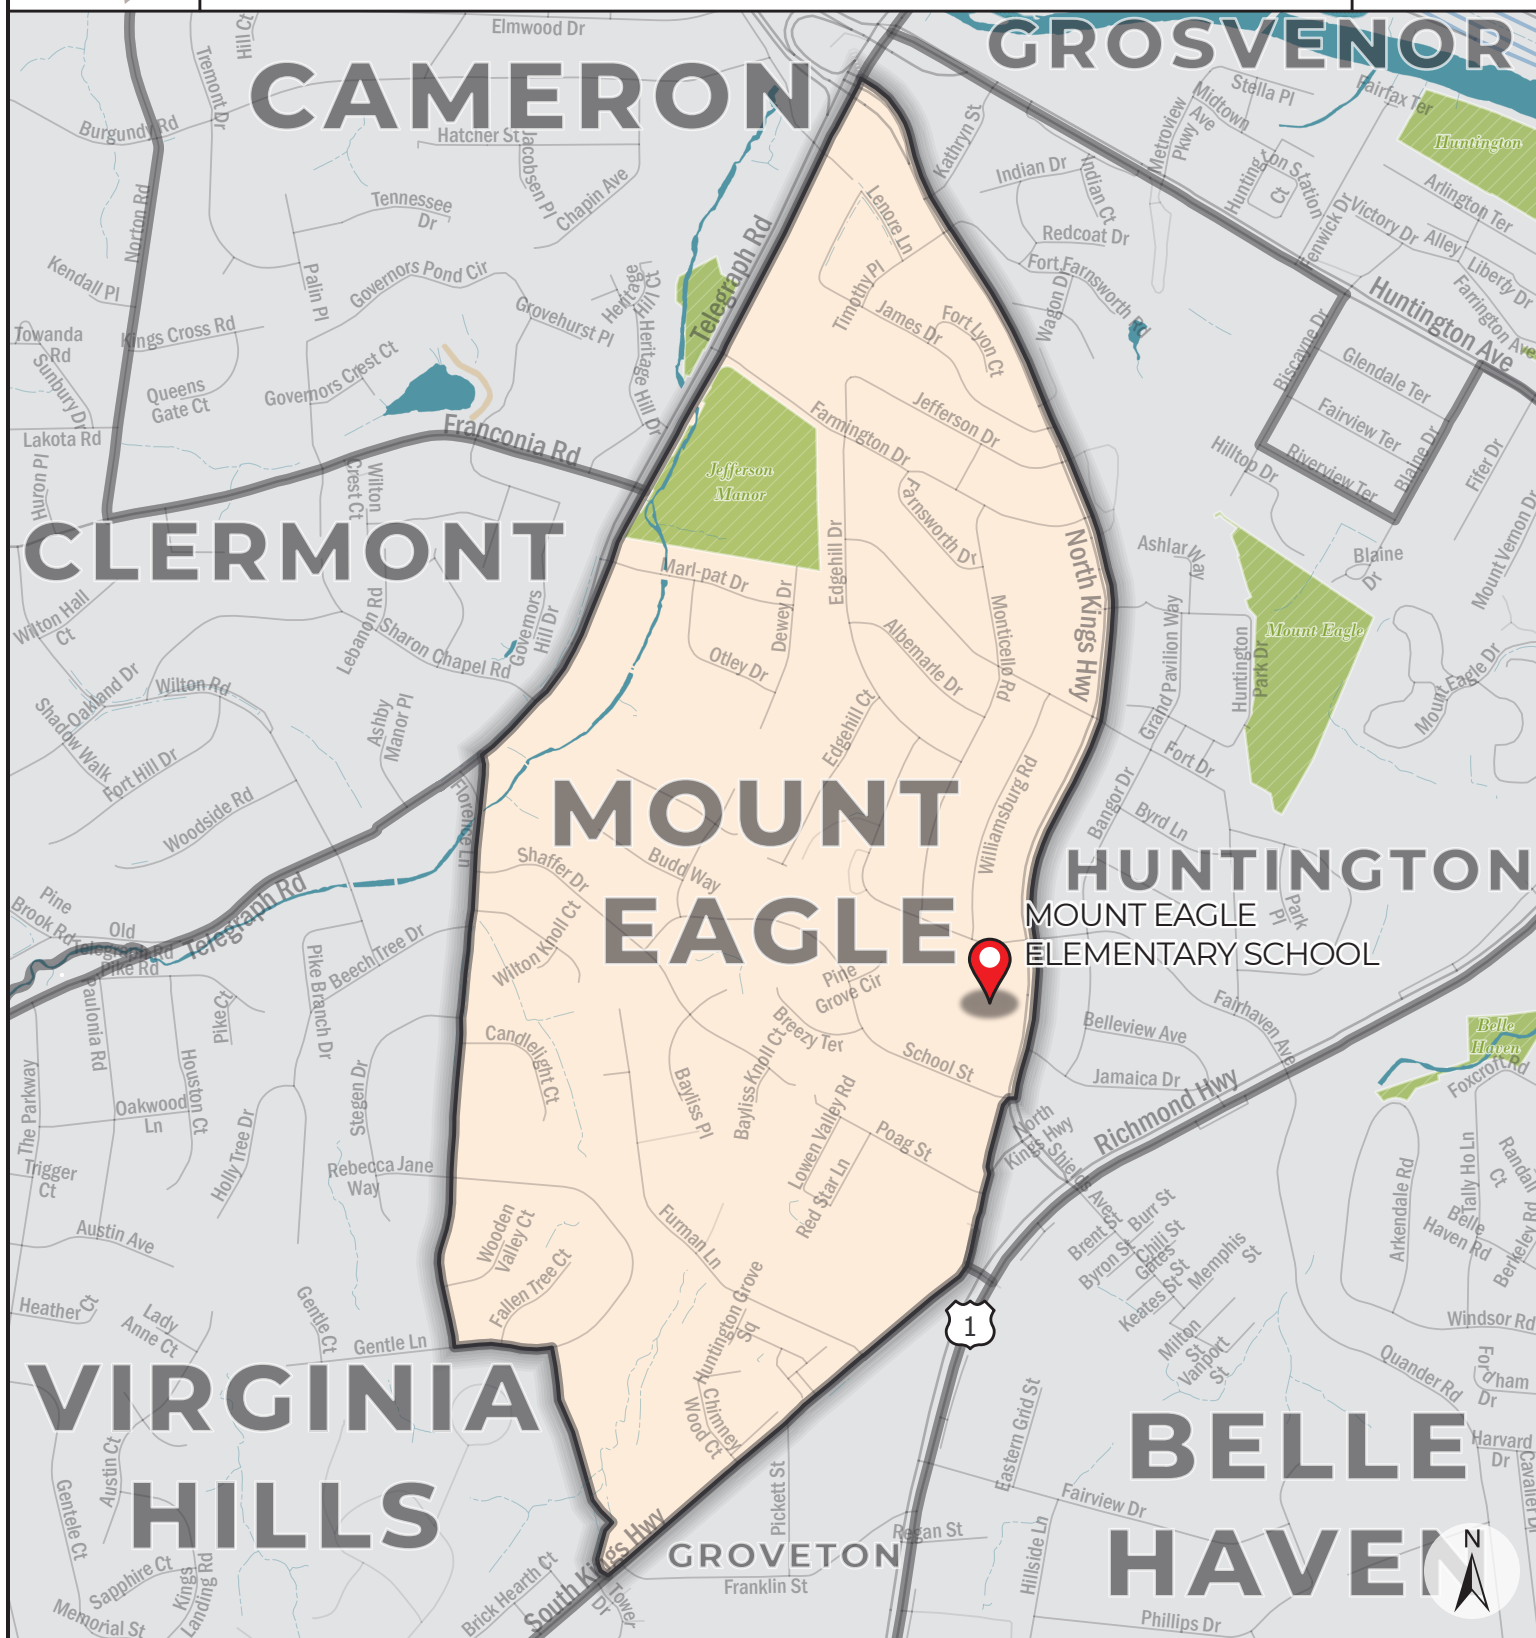 GROSVENOR
Elmwood Dr
Hill Ct
Tremont Dr
CAMERON
Burgundy Rd
Hatcher St
Jacobsen Pl
Chapin Ave
Tennessee
Dr
Norton Rd
Kendall Pl
Palin Pl
Governors Pond Cir
Heritage
Hill Ct
Grovehurst Pl
Heritage Hill Dr
Telegraph Rd
Towanda
Rd
Kings Cross Rd
Sunbury Dr
Queens
Gate Ct
Governors Crest Ct
Lakota Rd
Franconia Rd
Huron Pl
Crest Ct
Wilton
Kathryn St
Indian Dr
Indian Ct
Redcoat Dr
Fort Farnsworth Rd
Wagon Dr
Stella Pl
Midtown
Ave
Metroview
Pkwy
Fairfax Ter
Huntington
Huntington Station
Ct
Arlington Ter
Victory Dr
Alley
Liberty Dr
Fenwick Dr
Farrington Ave
Huntington Ave
Biscayne Dr
Glendale Ter
Fairview Ter
Riverview Ter
Blaine Dr
Hilltop Dr
Fifer Dr
Lenore Ln
Timothy Pl
James Dr
Fort Lyon
Ct
Jefferson Dr
Farmington Dr
Farnsworth Dr
Jefferson
Manor
CLERMONT
Marl-pat Dr
Edgehill Dr
Dewey Dr
Otley Dr
Albemarle Dr
Monticello Rd
North Kings Hwy
Ashlar Way
Blaine
Dr
Mount Vernon Dr
Mount Eagle
Mount Eagle Dr
Grand Pavilion Way
Huntington
Park Dr
Fort Dr
Bangor Dr
Byrd Ln
Wilton Hall
Ct
Lebanon Rd
Sharon Chapel Rd
Governors
Hill Dr
Oakland Dr
Wilton Rd
Shadow Walk
Fort Hill Dr
Ashby
Manor Pl
Woodside Rd
Florence Ln
Edgehill Ct
Williamsburg Rd
MOUNT
EAGLE
HUNTINGTON
MOUNT EAGLE
ELEMENTARY SCHOOL
Park
Pl
Shaffer Dr
Budd Way
Wilton Knoll Ct
Pine
Brook Rd
Old
Telegraph Rd
Pike Rd
Telegraph Rd
Beech Tree Dr
Pike Branch Dr
Paulonia Rd
Pike Ct
Houston Ct
The Parkway
Oakwood
Ln
Stegen Dr
Holly Tree Dr
Trigger
Ct
Rebecca Jane
Way
Austin Ave
Pine
Grove Cir
Breezy Ter
School St
Candlelight Ct
Bayliss Pl
Bayliss Knoll Ct
Lowen Valley Rd
Red Star Ln
Poag St
Fairhaven Ave
Belleview Ave
Jamaica Dr
Richmond Hwy
North
Kings Hwy
Shields Ave
Belle
Haven
Foxcroft Rd
Burr St
Brent St
Byron St
Chili St
Gates
St
Keates St
Memphis
St
Milton
St
Vanport
St
Arkendale Rd
Tally Ho Ln
Randall
Ct
Belle
Haven Rd
Berkeley Rd
Windsor Rd
Wooden
Valley Ct
Fallen Tree Ct
Furman Ln
Huntington Grove
Sq
Chimney
Wood Ct
Heather Ct
Lady
Anne Ct
Gentle Ct
Gentle Ln
1
Quander Rd
Fordham
Dr
VIRGINIA
HILLS
Austin Ct
Gentele Ct
Sapphire Ct
Kings
Landing Rd
Memorial St
Brick Hearth Ct
South Kings Hwy
Tower
Dr
Pickett St
GROVETON
Franklin St
Regan St
Eastern Grid St
Fairview Dr
Hillside Ln
BELLE
HAVEN
Harvard
Dr
Cavalier Dr
Phillips Dr
N